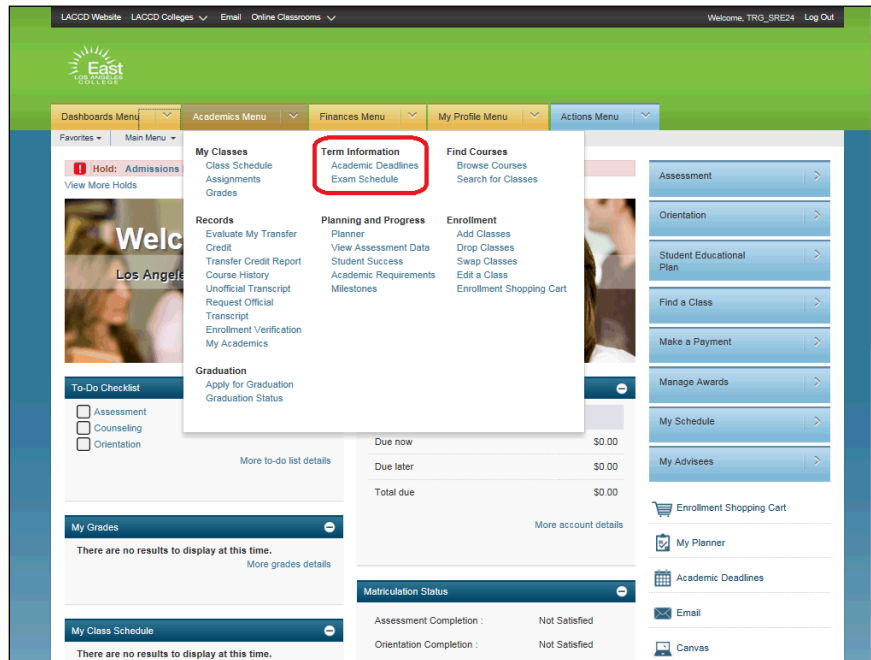 LACCD Website LACCD Colleges Email Online Classrooms Welcome, TRG_SRE24 Log Out
East
LOS ANGELES
COLLEGE
Dashboards Menu Academics Menu Finances Menu My Profile Menu Actions Menu
Favorites Main Menu
My Classes
Class Schedule
Assignments
Grades
Term Information
Academic Deadlines
Exam Schedule
Find Courses
Browse Courses
Search for Classes
Records
Evaluate My Transfer
Credit
Transfer Credit Report
Course History
Unofficial Transcript
Request Official
Transcript
Enrollment Verification
My Academics
Planning and Progress
Planner
View Assessment Data
Student Success
Academic Requirements
Milestones
Enrollment
Add Classes
Drop Classes
Swap Classes
Edit a Class
Enrollment Shopping Cart
Graduation
Apply for Graduation
Graduation Status
! Hold: Admissions
View More Holds
Welc
Los Angele
To-Do Checklist
Assessment
Counseling
Orientation
More to-do list details
Due now $0.00
Due later $0.00
Total due $0.00
More account details
My Grades
There are no results to display at this time.
More grades details
Matriculation Status
Assessment Completion : Not Satisfied
Orientation Completion : Not Satisfied
My Class Schedule
There are no results to display at this time.
Assessment
Orientation
Student Educational
Plan
Find a Class
Make a Payment
Manage Awards
My Schedule
My Advisees
Enrollment Shopping Cart
My Planner
Academic Deadlines
Email
Canvas